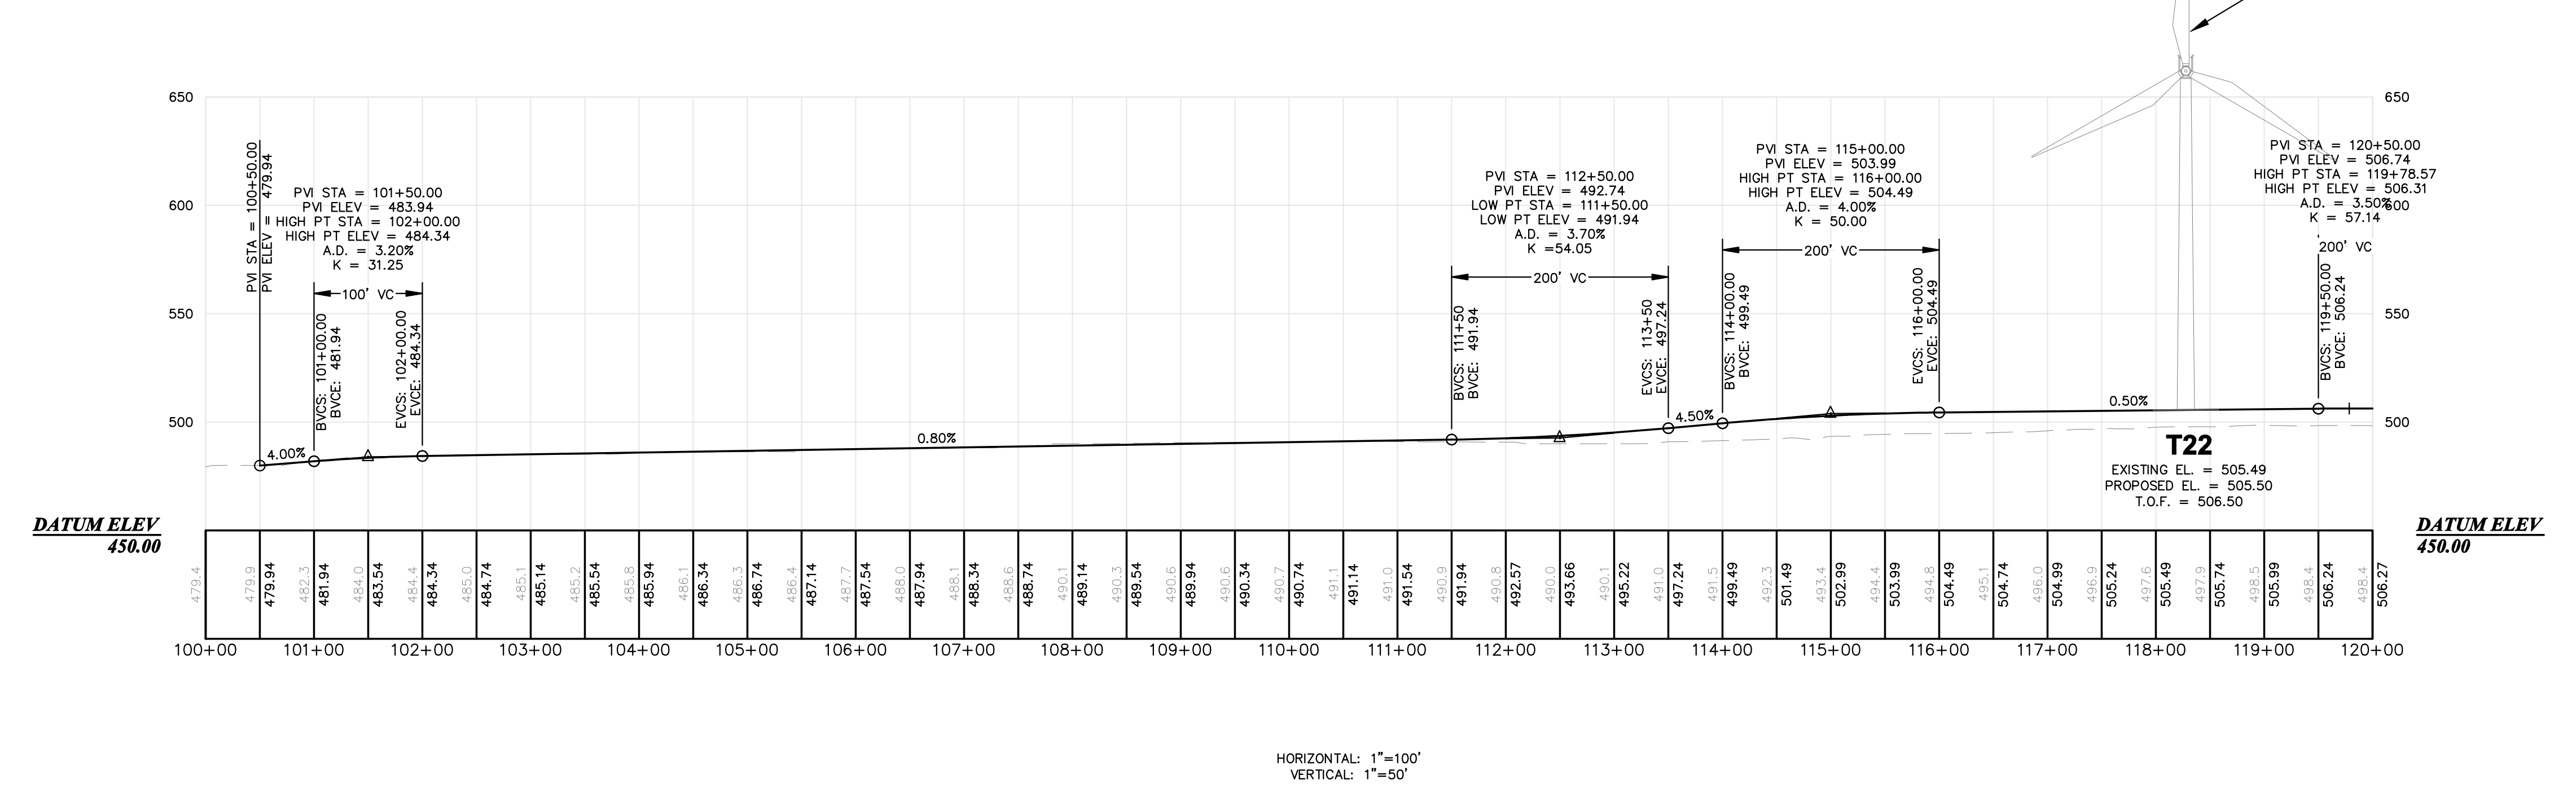 650
650
600
600
550
550
500
500
PVI STA = 100+50.00
PVI ELEV = 479.94
PVI STA = 101+50.00
PVI ELEV = 483.94
HIGH PT STA = 102+00.00
HIGH PT ELEV = 484.34
A.D. = 3.20%
K = 31.25
100' VC
BVCS: 101+00.00
BVCE: 481.94
EVCS: 102+00.00
EVCE: 484.34
PVI STA = 112+50.00
PVI ELEV = 492.74
LOW PT STA = 111+50.00
LOW PT ELEV = 491.94
A.D. = 3.70%
K =54.05
200' VC
BVCS: 111+50
BVCE: 491.94
EVCS: 113+50
EVCE: 497.24
PVI STA = 115+00.00
PVI ELEV = 503.99
HIGH PT STA = 116+00.00
HIGH PT ELEV = 504.49
A.D. = 4.00%
K = 50.00
200' VC
BVCS: 114+00.00
BVCE: 499.49
EVCS: 116+00.00
EVCE: 504.49
PVI STA = 120+50.00
PVI ELEV = 506.74
HIGH PT STA = 119+78.57
HIGH PT ELEV = 506.31
A.D. = 3.50%
K = 57.14
200' VC
BVCS: 119+50.00
BVCE: 506.24
4.00%
0.80%
4.50%
0.50%
T22
EXISTING EL. = 505.49
PROPOSED EL. = 505.50
T.O.F. = 506.50
DATUM ELEV
450.00
DATUM ELEV
450.00
479.4
479.9 479.94
482.3 481.94
484.0 483.54
484.4 484.34
485.0 484.74
485.1 485.14
485.2 485.54
485.8 485.94
486.1 486.34
486.3 486.74
486.4 487.14
487.7 487.54
488.0 487.94
488.1 488.34
488.6 488.74
490.1 489.14
490.3 489.54
490.6 489.94
490.6 490.34
490.7 490.74
491.1 491.14
491.0 491.54
490.9 491.94
490.8 492.57
490.0 493.66
490.1 495.22
491.0 497.24
491.5 499.49
492.3 501.49
493.4 502.99
494.4 503.99
494.8 504.49
495.1 504.74
496.0 504.99
496.9 505.24
497.6 505.49
497.9 505.74
498.5 505.99
498.4 506.24
498.4 506.27
100+00 101+00 102+00 103+00 104+00 105+00 106+00 107+00 108+00 109+00 110+00 111+00 112+00 113+00 114+00 115+00 116+00 117+00 118+00 119+00 120+00
HORIZONTAL: 1"=100'
VERTICAL: 1"=50'